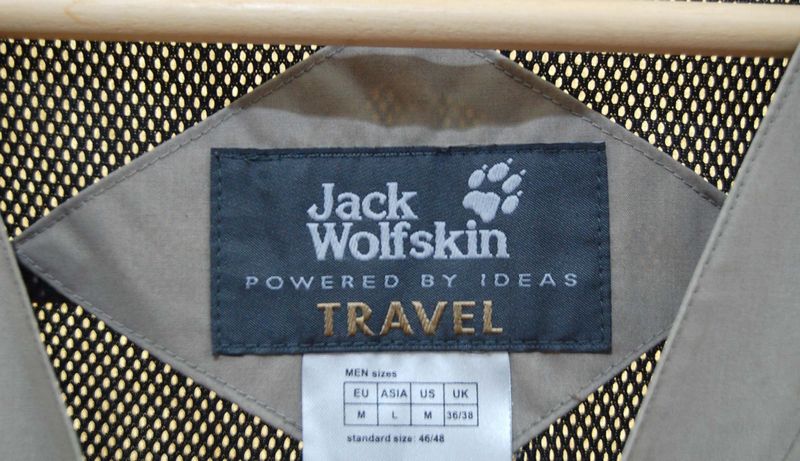 Jack
Wolfskin
POWERED BY IDEAS
TRAVEL
MEN sizes
EU ASIA US UK
M L M 36/38
standard size: 46/48